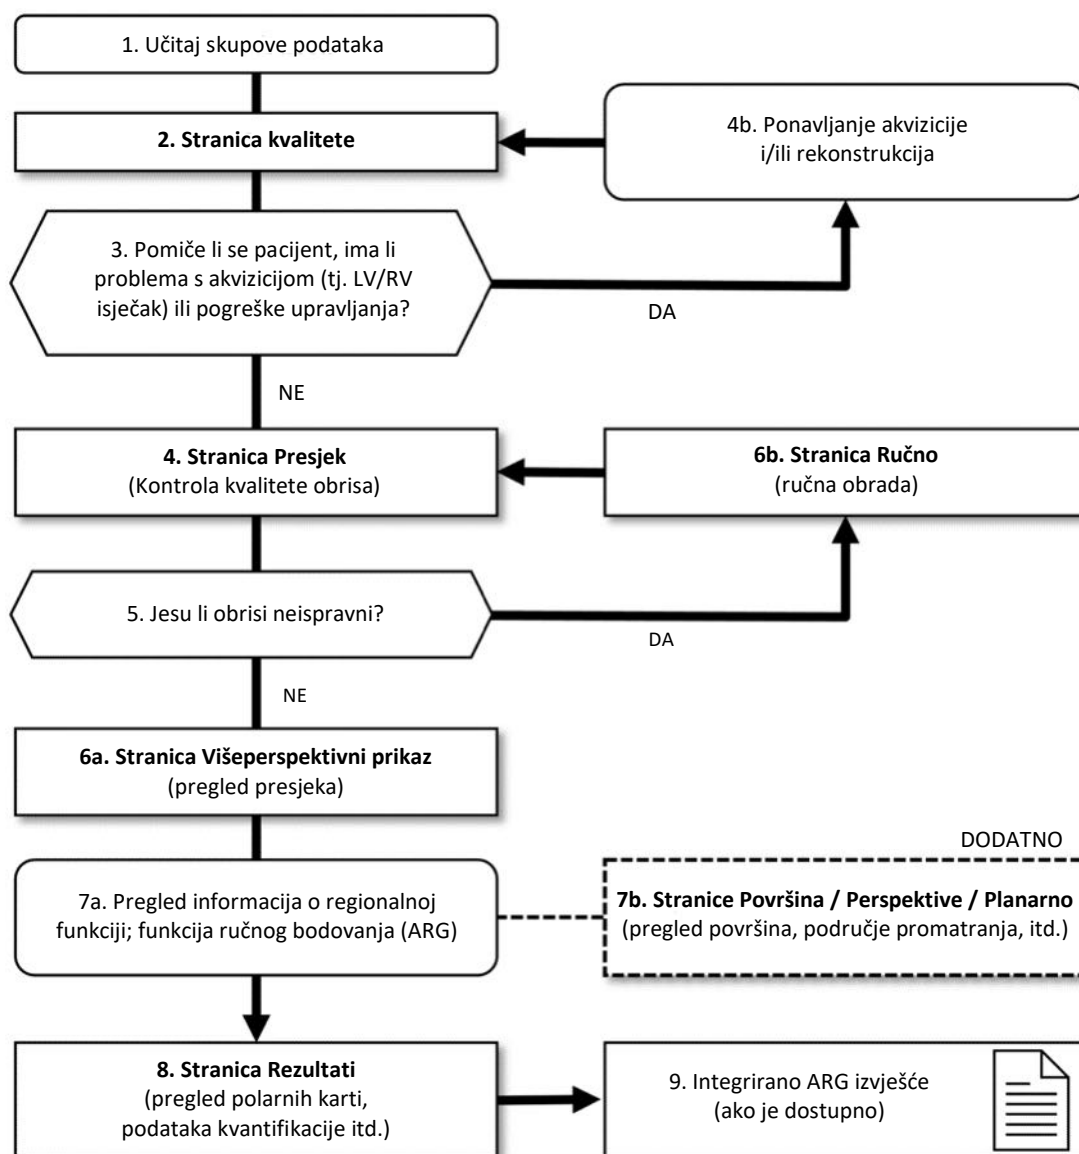 1. Učitaj skupove podataka
2. Stranica kvalitete
4b. Ponavljanje akvizicije
i/ili rekonstrukcija
3. Pomiče li se pacijent, ima li
problema s akvizicijom (tj. LV/RV
isječak) ili pogreške upravljanja?
DA
NE
4. Stranica Presjek
(Kontrola kvalitete obrisa)
6b. Stranica Ručno
(ručna obrada)
5. Jesu li obrisi neispravni?
DA
NE
6a. Stranica Višeperspektivni prikaz
(pregled presjeka)
DODATNO
7a. Pregled informacija o regionalnoj
funkciji; funkcija ručnog bodovanja (ARG)
7b. Stranice Površina / Perspektive / Planarno
(pregled površina, područje promatranja, itd.)
8. Stranica Rezultati
(pregled polarnih karti,
podataka kvantifikacije itd.)
9. Integrirano ARG izvješće
(ako je dostupno)